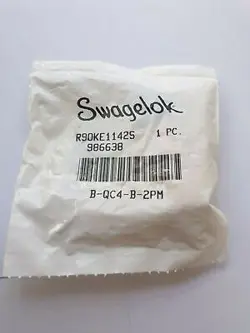 Swagelok
R90KE11425 1 PC.
986638
B-QC4-B-2PM